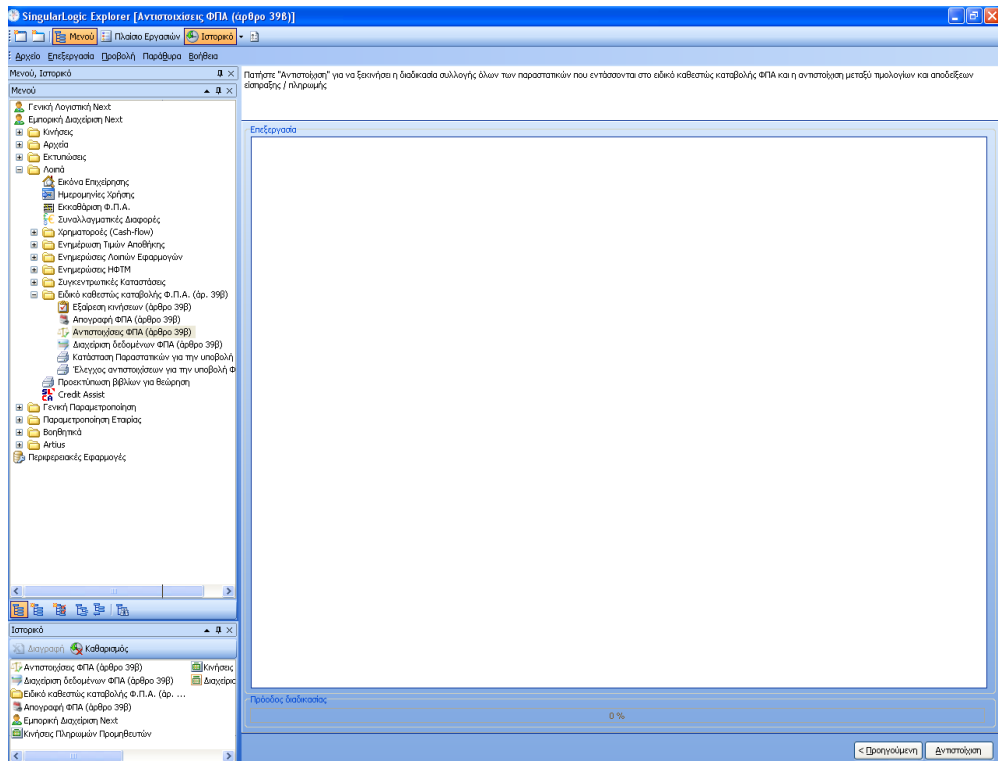 SingularLogic Explorer [Αντιστοιχίσεις ΦΠΑ (άρθρο 39β)]
Μενού Πλαίσιο Εργασιών Ιστορικό
Αρχείο Επεξεργασία Προβολή Παράθυρα Βοήθεια
Μενού, Ιστορικό
Μενού
Γενική Λογιστική Next
Εμπορική Διαχείριση Next
Κινήσεις
Αρχεία
Εκτυπώσεις
Λοιπά
Εικόνα Επιχείρησης
Ημερομηνίες Χρήσης
Εκκαθάριση Φ.Π.Α.
Συναλλαγματικές Διαφορές
Χρηματοροές (Cash-flow)
Ενημέρωση Τιμών Αποθήκης
Ενημερώσεις Λοιπών Εφαρμογών
Ενημερώσεις ΗΦΤΜ
Συγκεντρωτικές Καταστάσεις
Ειδικό καθεστώς καταβολής Φ.Π.Α. (άρ. 39β)
Εξαίρεση κινήσεων (άρθρο 39β)
Απογραφή ΦΠΑ (άρθρο 39β)
Αντιστοιχίσεις ΦΠΑ (άρθρο 39β)
Διαχείριση δεδομένων ΦΠΑ (άρθρο 39β)
Κατάσταση Παραστατικών για την υποβολή
Έλεγχος αντιστοιχίσεων για την υποβολή Φ
Προεκτύπωση βιβλίων για θεώρηση
Credit Assist
Γενική Παραμετροποίηση
Παραμετροποίηση Εταιρίας
Βοηθητικά
Artius
Περιφερειακές Εφαρμογές
Ιστορικό
Διαγραφή Καθαρισμός
Αντιστοιχίσεις ΦΠΑ (άρθρο 39β) Κινήσεις
Διαχείριση δεδομένων ΦΠΑ (άρθρο 39β) Διαχείρισ
Ειδικό καθεστώς καταβολής Φ.Π.Α. (άρ. ...
Απογραφή ΦΠΑ (άρθρο 39β)
Εμπορική Διαχείριση Next
Κινήσεις Πληρωμών Προμηθευτών
Πατήστε "Αντιστοίχιση" για να ξεκινήσει η διαδικασία συλλογής όλων των παραστατικών που εντάσσονται στο ειδικό καθεστώς καταβολής ΦΠΑ και η αντιστοίχιση μεταξύ τιμολογίων και αποδείξεων
είσπραξης / πληρωμής
Επεξεργασία
Πρόοδος διαδικασίας
0 %
< Προηγούμενη Αντιστοίχιση